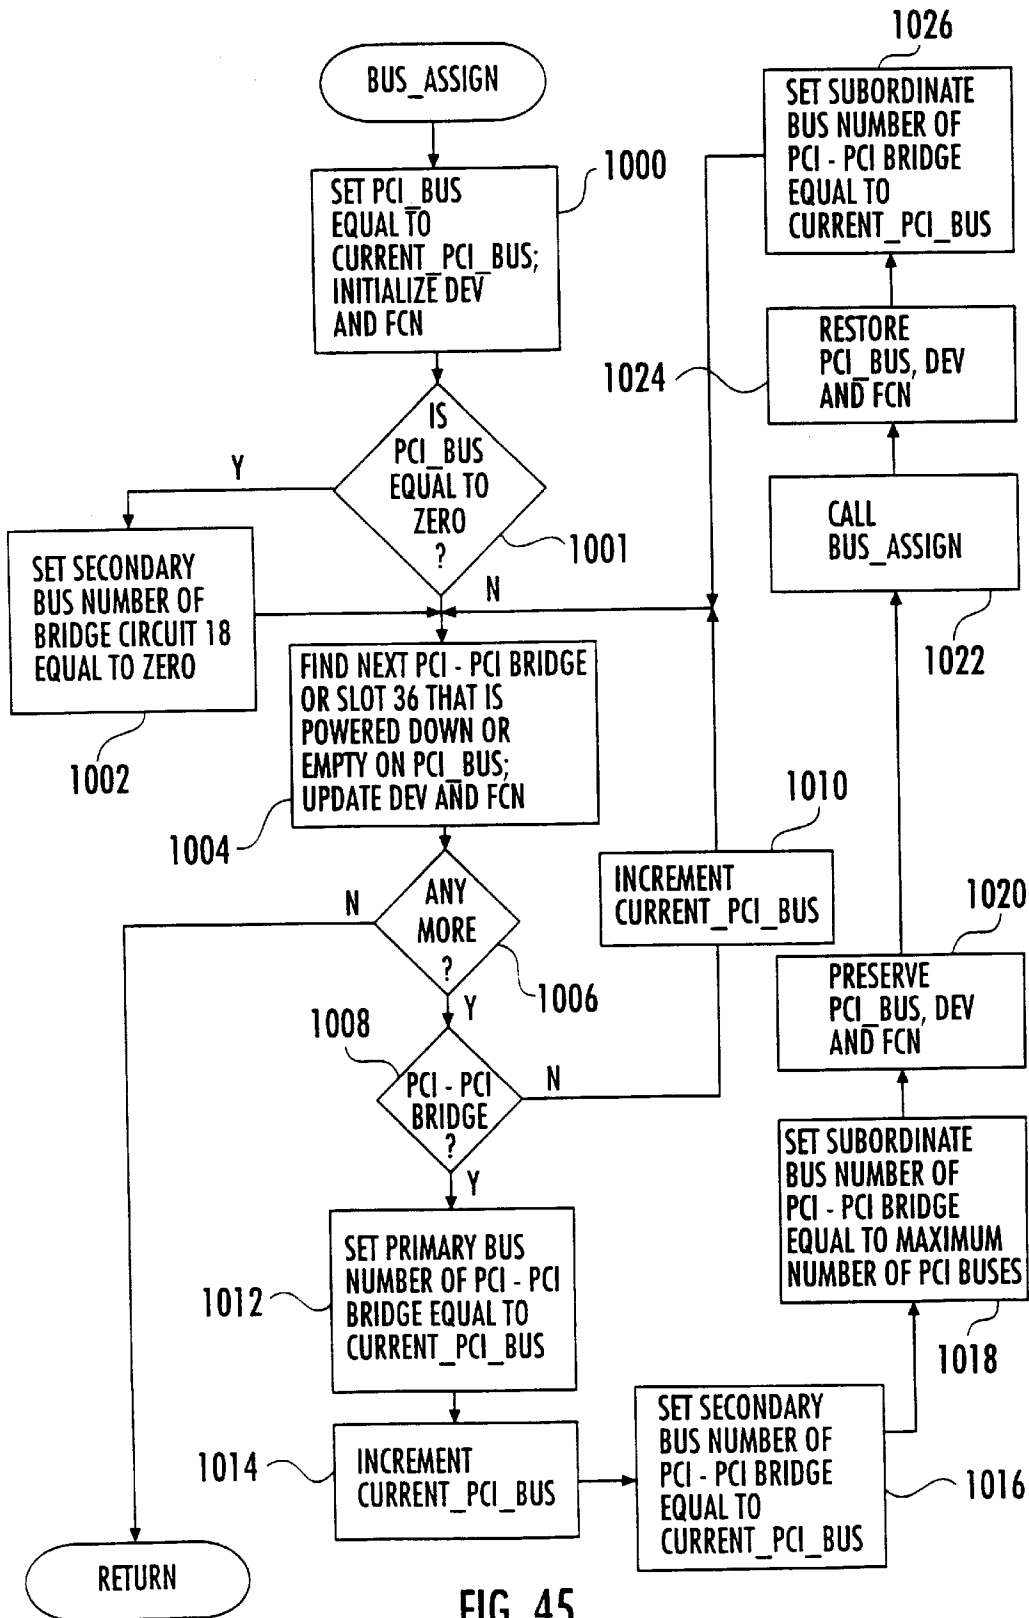 BUS_ASSIGN
SET PCI_BUS
EQUAL TO
CURRENT_PCI_BUS;
INITIALIZE DEV
AND FCN
1000
IS
PCI_BUS
EQUAL TO
ZERO
?
1001
Y
N
SET SECONDARY
BUS NUMBER OF
BRIDGE CIRCUIT 18
EQUAL TO ZERO
1002
FIND NEXT PCI - PCI BRIDGE
OR SLOT 36 THAT IS
POWERED DOWN OR
EMPTY ON PCI_BUS;
UPDATE DEV AND FCN
1004
ANY
MORE
?
1006
N
Y
PCI - PCI
BRIDGE
?
1008
N
Y
INCREMENT
CURRENT_PCI_BUS
1010
SET PRIMARY BUS
NUMBER OF PCI - PCI
BRIDGE EQUAL TO
CURRENT_PCI_BUS
1012
INCREMENT
CURRENT_PCI_BUS
1014
SET SECONDARY
BUS NUMBER OF
PCI - PCI BRIDGE
EQUAL TO
CURRENT_PCI_BUS
1016
SET SUBORDINATE
BUS NUMBER OF
PCI - PCI BRIDGE
EQUAL TO MAXIMUM
NUMBER OF PCI BUSES
1018
PRESERVE
PCI_BUS, DEV
AND FCN
1020
CALL
BUS_ASSIGN
1022
RESTORE
PCI_BUS, DEV
AND FCN
1024
SET SUBORDINATE
BUS NUMBER OF
PCI - PCI BRIDGE
EQUAL TO
CURRENT_PCI_BUS
1026
RETURN
FIG. 45